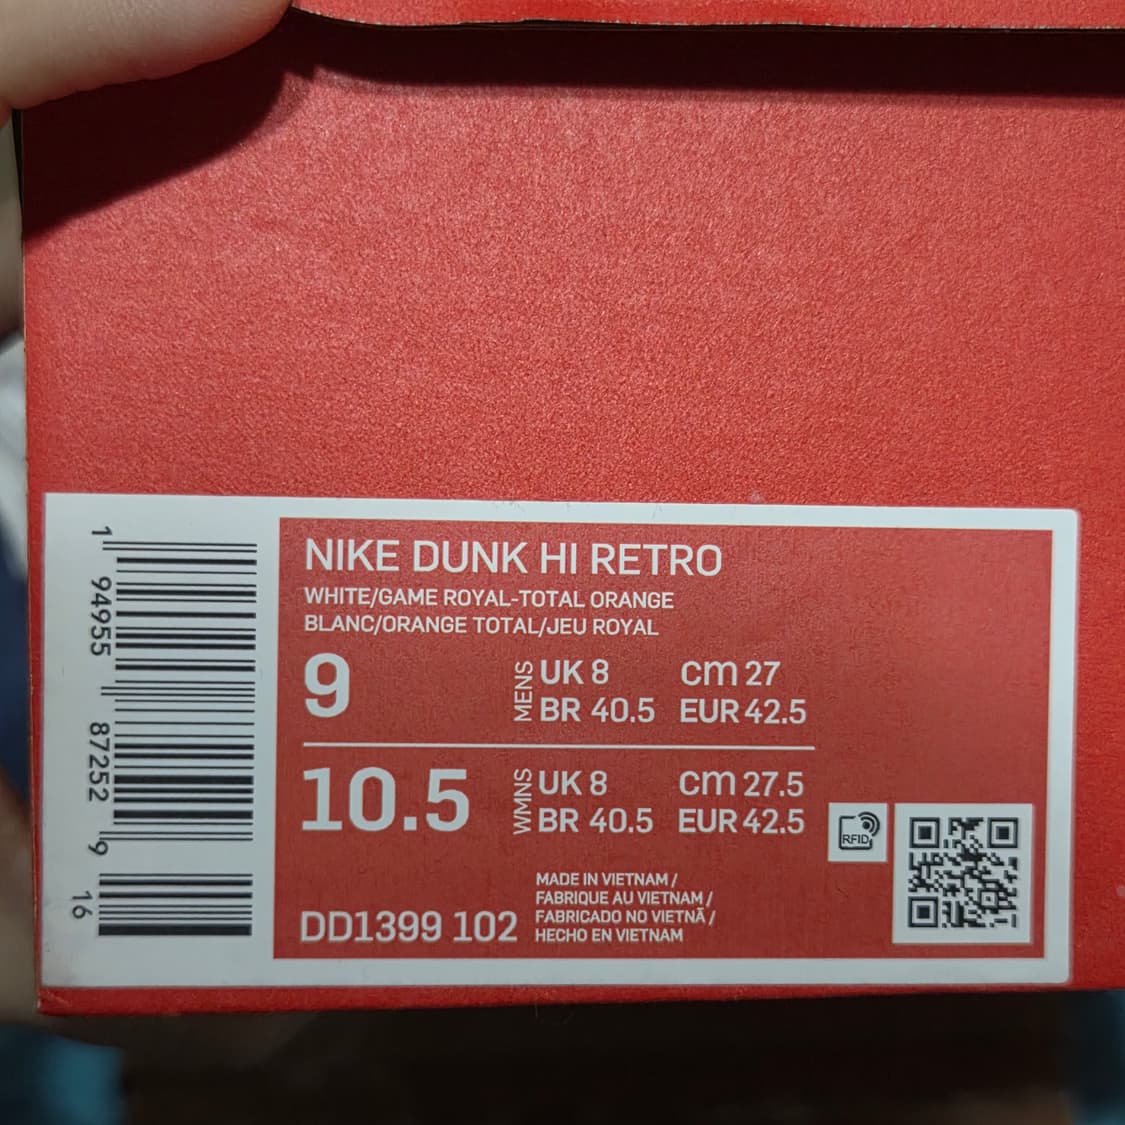 NIKE DUNK HI RETRO
WHITE/GAME ROYAL-TOTAL ORANGE
BLANC/ORANGE TOTAL/JEU ROYAL
9
MENS
UK 8 cm 27
BR 40.5 EUR 42.5
10.5
WMNS
UK 8 cm 27.5
BR 40.5 EUR 42.5
RFID
MADE IN VIETNAM /
FABRIQUE AU VIETNAM /
FABRICADO NO VIETNÃ /
HECHO EN VIETNAM
DD1399 102
1 94955 87252 9 16